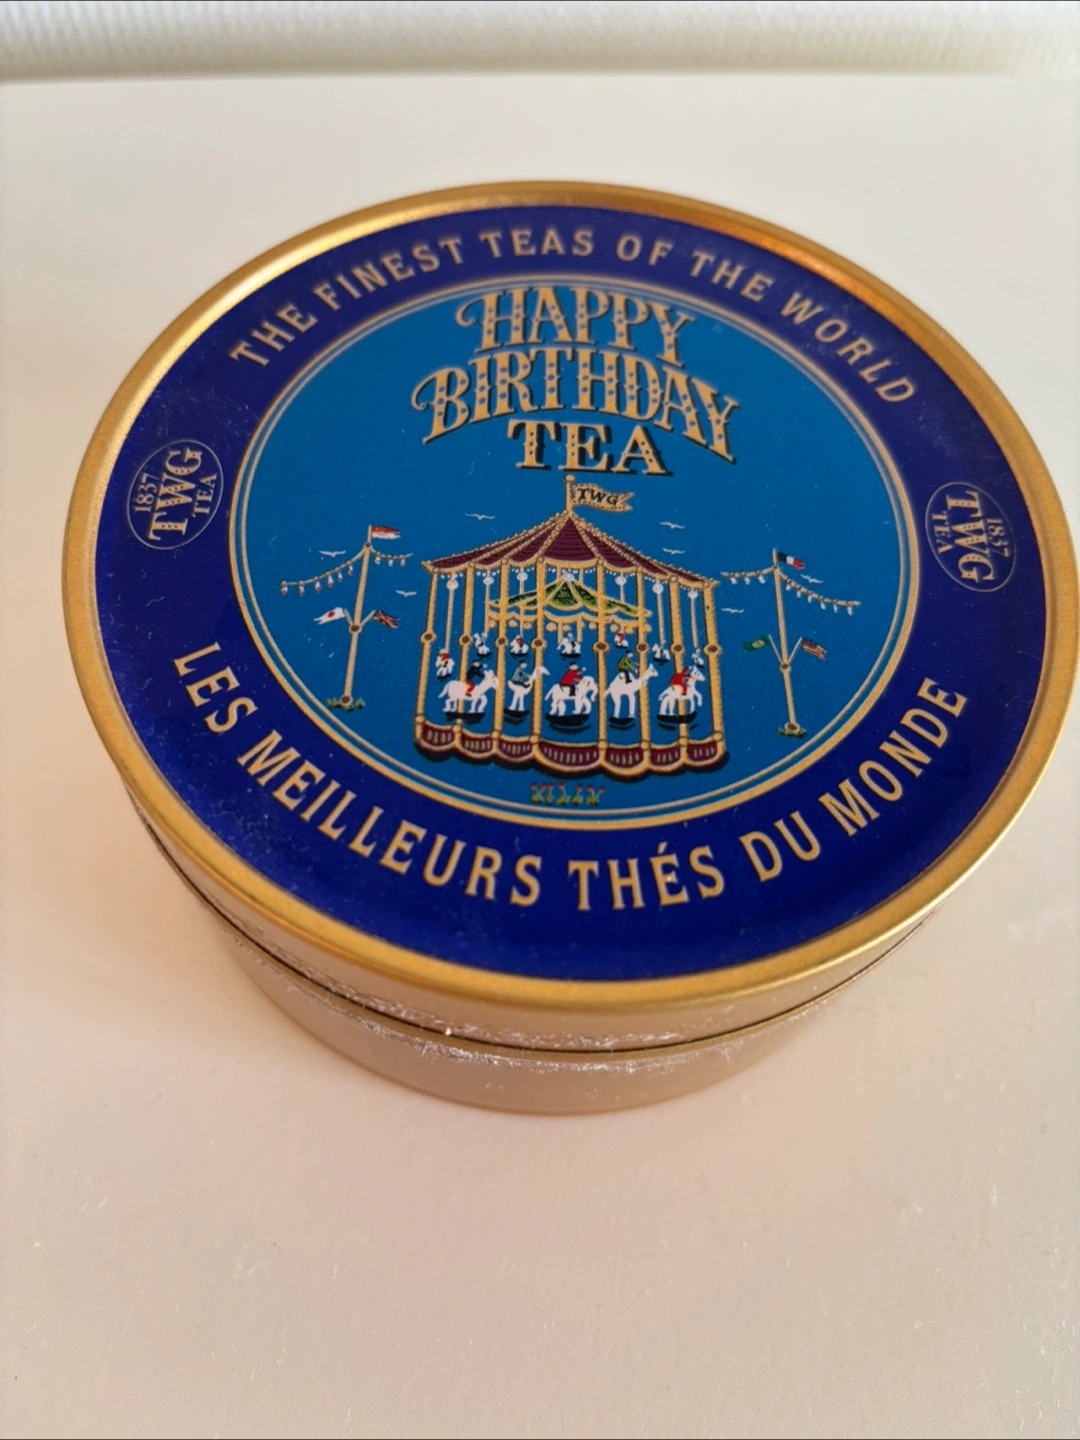 THE FINEST TEAS OF THE WORLD
HAPPY
BIRTHDAY
TEA
TWG
1837
TWG
TEA
1837
TWG
TEA
LES MEILLEURS THÉS DU MONDE